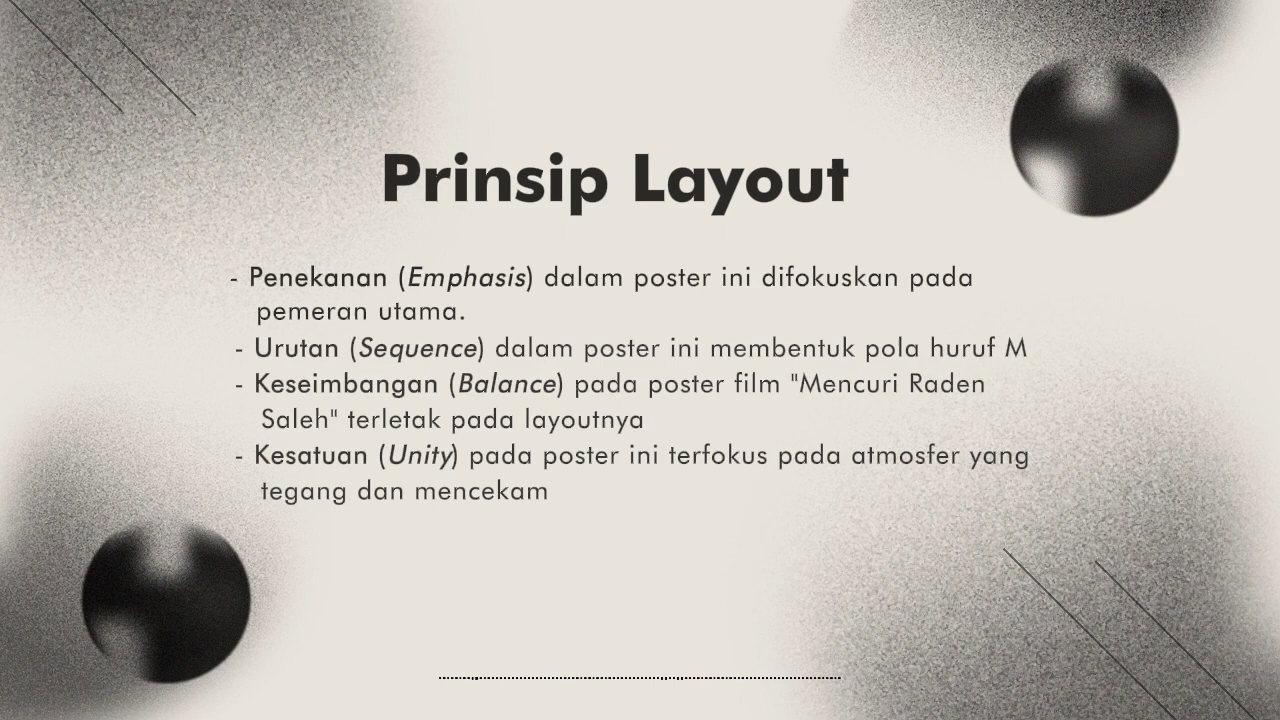 Prinsip Layout
- Penekanan (Emphasis) dalam poster ini difokuskan pada
pemeran utama.
- Urutan (Sequence) dalam poster ini membentuk pola huruf M
- Keseimbangan (Balance) pada poster film "Mencuri Raden
Saleh" terletak pada layoutnya
- Kesatuan (Unity) pada poster ini terfokus pada atmosfer yang
tegang dan mencekam